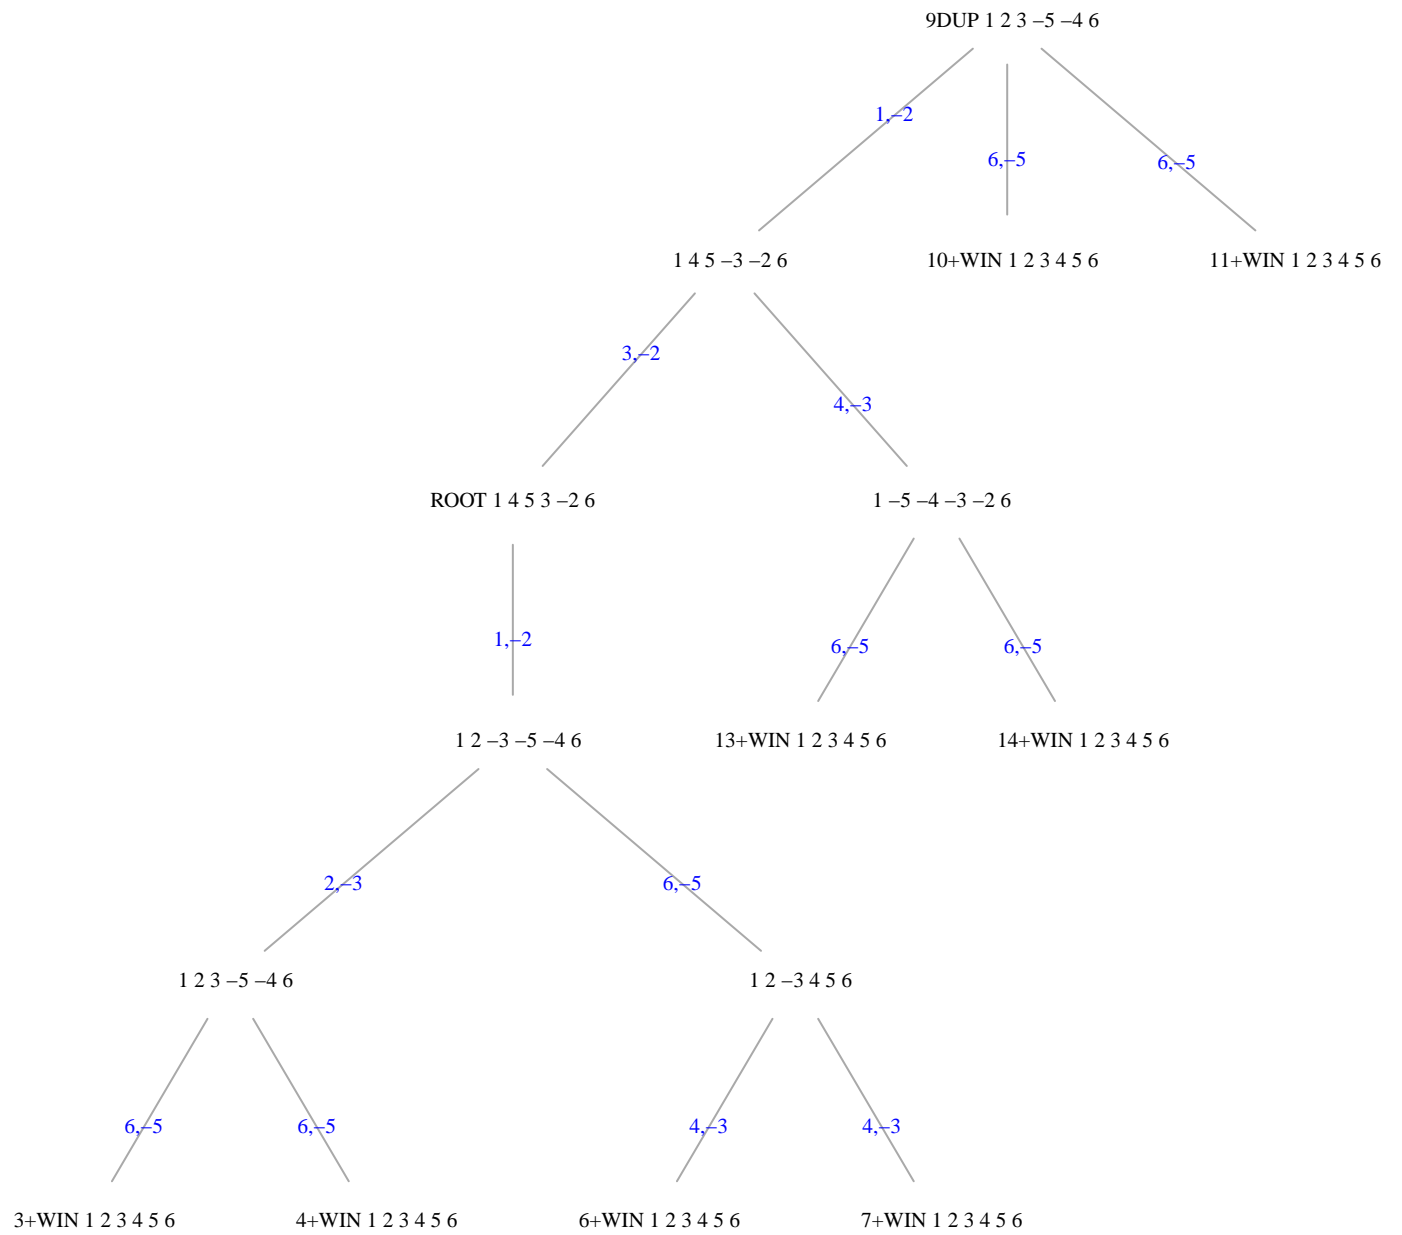 9DUP 1 2 3 –5 –4 6
1,–2
6,–5
6,–5
1 4 5 –3 –2 6
10+WIN 1 2 3 4 5 6
11+WIN 1 2 3 4 5 6
3,–2
4,–3
ROOT 1 4 5 3 –2 6
1 –5 –4 –3 –2 6
1,–2
6,–5
6,–5
1 2 –3 –5 –4 6
13+WIN 1 2 3 4 5 6
14+WIN 1 2 3 4 5 6
2,–3
6,–5
1 2 3 –5 –4 6
1 2 –3 4 5 6
6,–5
6,–5
4,–3
4,–3
3+WIN 1 2 3 4 5 6
4+WIN 1 2 3 4 5 6
6+WIN 1 2 3 4 5 6
7+WIN 1 2 3 4 5 6